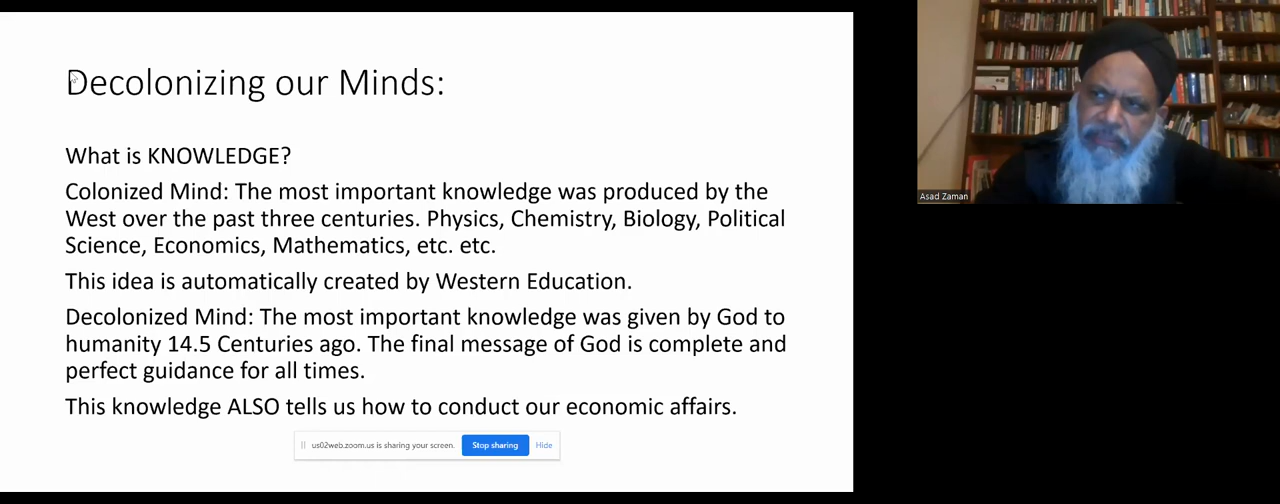 Decolonizing our Minds:
What is KNOWLEDGE?
Colonized Mind: The most important knowledge was produced by the
West over the past three centuries. Physics, Chemistry, Biology, Political
Science, Economics, Mathematics, etc. etc.
This idea is automatically created by Western Education.
Decolonized Mind: The most important knowledge was given by God to
humanity 14.5 Centuries ago. The final message of God is complete and
perfect guidance for all times.
This knowledge ALSO tells us how to conduct our economic affairs.
us02web.zoom.us is sharing your screen. Stop sharing Hide
Asad Zaman